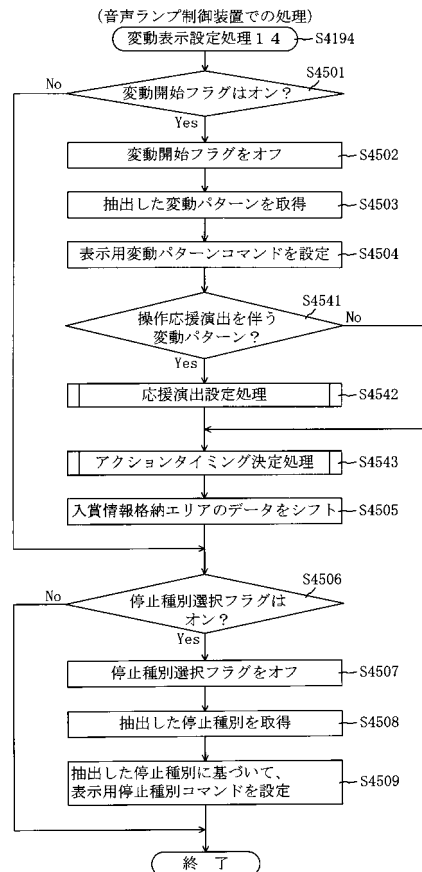 (音声ランプ制御装置での処理)
変動表示設定処理14
S4194
S4501
No
変動開始フラグはオン?
Yes
変動開始フラグをオフ
S4502
抽出した変動パターンを取得
S4503
表示用変動パターンコマンドを設定
S4504
S4541
操作応援演出を伴う
変動パターン?
No
Yes
応援演出設定処理
S4542
アクションタイミング決定処理
S4543
入賞情報格納エリアのデータをシフト
S4505
S4506
No
停止種別選択フラグは
オン?
Yes
停止種別選択フラグをオフ
S4507
抽出した停止種別を取得
S4508
抽出した停止種別に基づいて、
表示用停止種別コマンドを設定
S4509
終 了